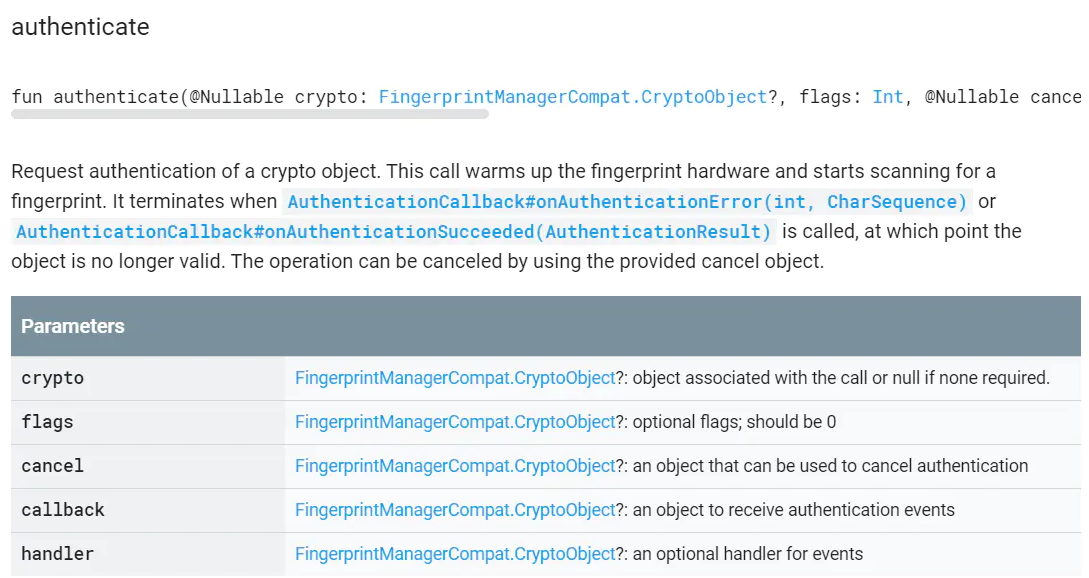 authenticate
fun authenticate(@Nullable crypto: FingerprintManagerCompat.CryptoObject?, flags: Int, @Nullable cance
Request authentication of a crypto object. This call warms up the fingerprint hardware and starts scanning for a
fingerprint. It terminates when AuthenticationCallback#onAuthenticationError(int, CharSequence) or
AuthenticationCallback#onAuthenticationSucceeded(AuthenticationResult) is called, at which point the
object is no longer valid. The operation can be canceled by using the provided cancel object.
Parameters
crypto FingerprintManagerCompat.CryptoObject?: object associated with the call or null if none required.
flags FingerprintManagerCompat.CryptoObject?: optional flags; should be 0
cancel FingerprintManagerCompat.CryptoObject?: an object that can be used to cancel authentication
callback FingerprintManagerCompat.CryptoObject?: an object to receive authentication events
handler FingerprintManagerCompat.CryptoObject?: an optional handler for events